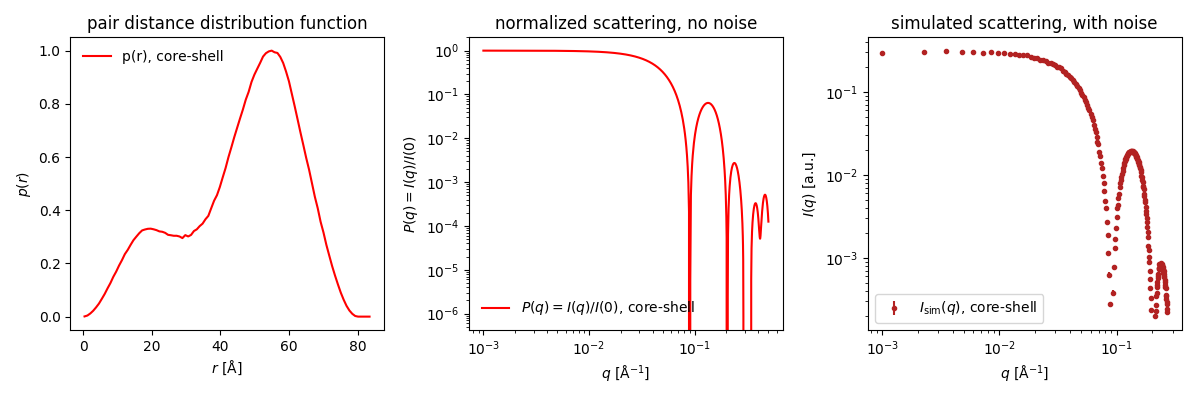 pair distance distribution function
p(r), core-shell
1.0
0.8
0.6
0.4
0.2
0.0
p(r)
0 20 40 60 80
r [Å]
normalized scattering, no noise
10⁰
10⁻¹
10⁻²
10⁻³
10⁻⁴
10⁻⁵
10⁻⁶
P(q) = I(q)/I(0)
P(q) = I(q)/I(0), core-shell
10⁻³ 10⁻² 10⁻¹
q [Å⁻¹]
simulated scattering, with noise
10⁻¹
10⁻²
10⁻³
I(q) [a.u.]
I_sim(q), core-shell
10⁻³ 10⁻² 10⁻¹
q [Å⁻¹]